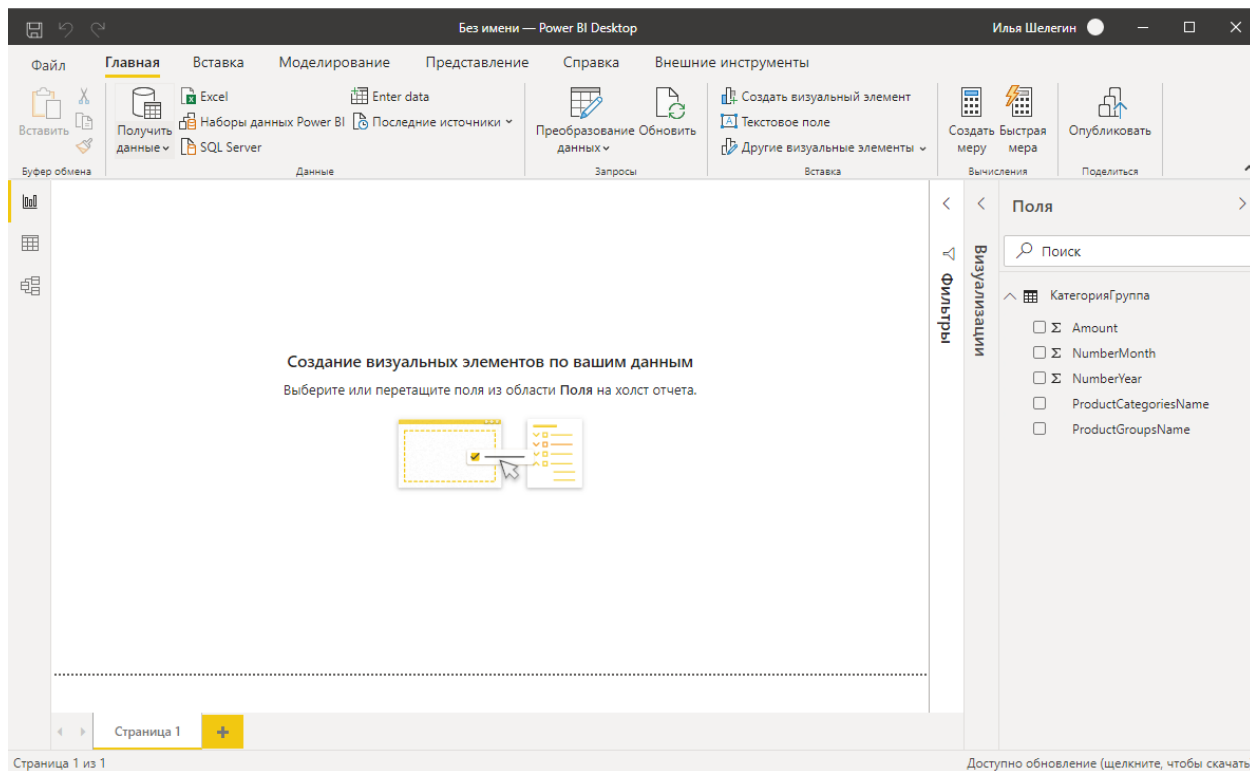 Без имени — Power BI Desktop
Илья Шелегин
Файл Главная Вставка Моделирование Представление Справка Внешние инструменты
Вставить
Буфер обмена
Получить данные
Excel
Наборы данных Power BI
SQL Server
Enter data
Последние источники
Данные
Преобразование данных
Обновить
Запросы
Создать визуальный элемент
Текстовое поле
Другие визуальные элементы
Вставка
Создать меру
Быстрая мера
Вычисления
Опубликовать
Поделиться
Создание визуальных элементов по вашим данным
Выберите или перетащите поля из области Поля на холст отчета.
Фильтры
Визуализации
Поля
Поиск
КатегорияГруппа
Σ Amount
Σ NumberMonth
Σ NumberYear
ProductCategoriesName
ProductGroupsName
Страница 1
Страница 1 из 1
Доступно обновление (щелкните, чтобы скачать